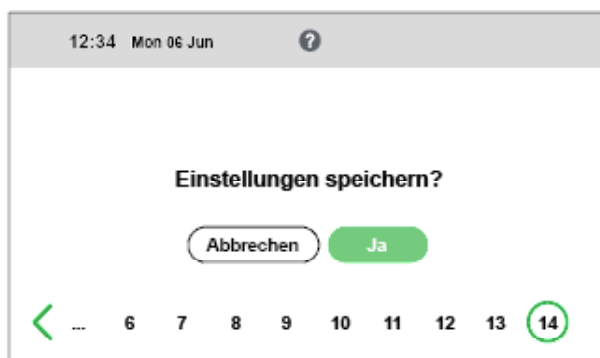 12:34 Mon 06 Jun ?
Einstellungen speichern?
Abbrechen Ja
... 6 7 8 9 10 11 12 13 14